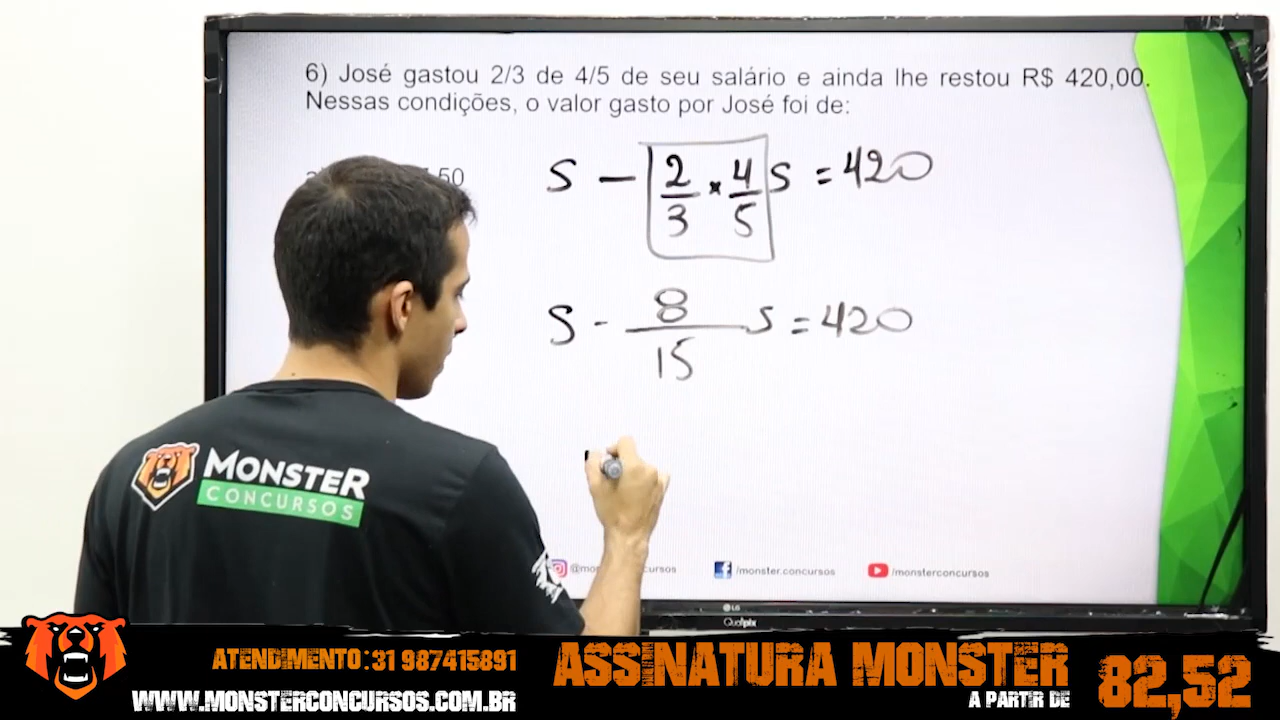 6) José gastou 2/3 de 4/5 de seu salário e ainda lhe restou R$ 420,00.
Nessas condições, o valor gasto por José foi de:
,50
S - 2/3 × 4/5 S = 420
S - 8/15 S = 420
MONSTER
CONCURSOS
/monster.concursos
/monsterconcursos
LG
Qualipix
ATENDIMENTO: 31 987415891
WWW.MONSTERCONCURSOS.COM.BR
ASSINATURA MONSTER
A PARTIR DE
82,52